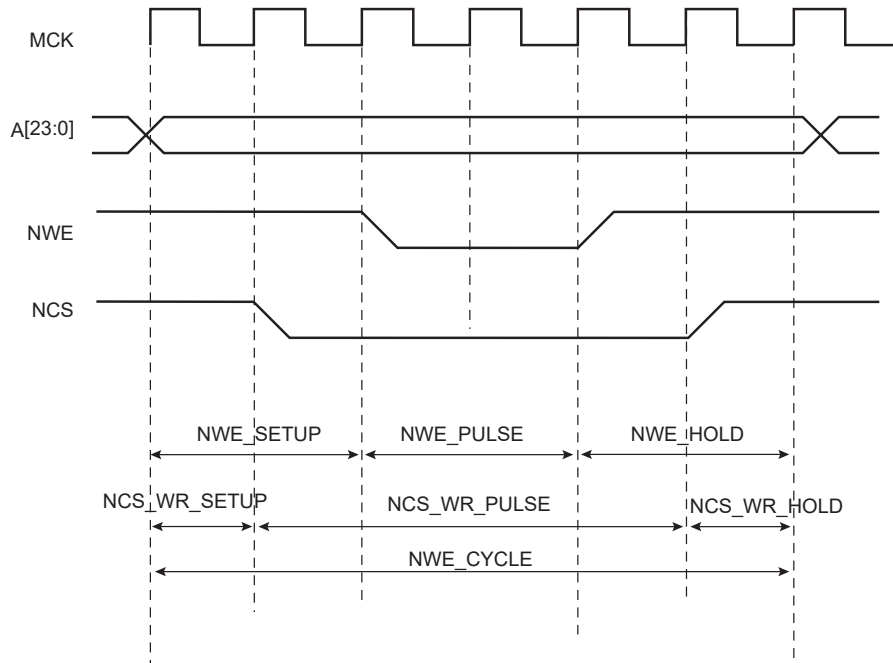 MCK
A[23:0]
NWE
NCS
NWE_SETUP NWE_PULSE NWE_HOLD
NCS_WR_SETUP NCS_WR_PULSE NCS_WR_HOLD
NWE_CYCLE